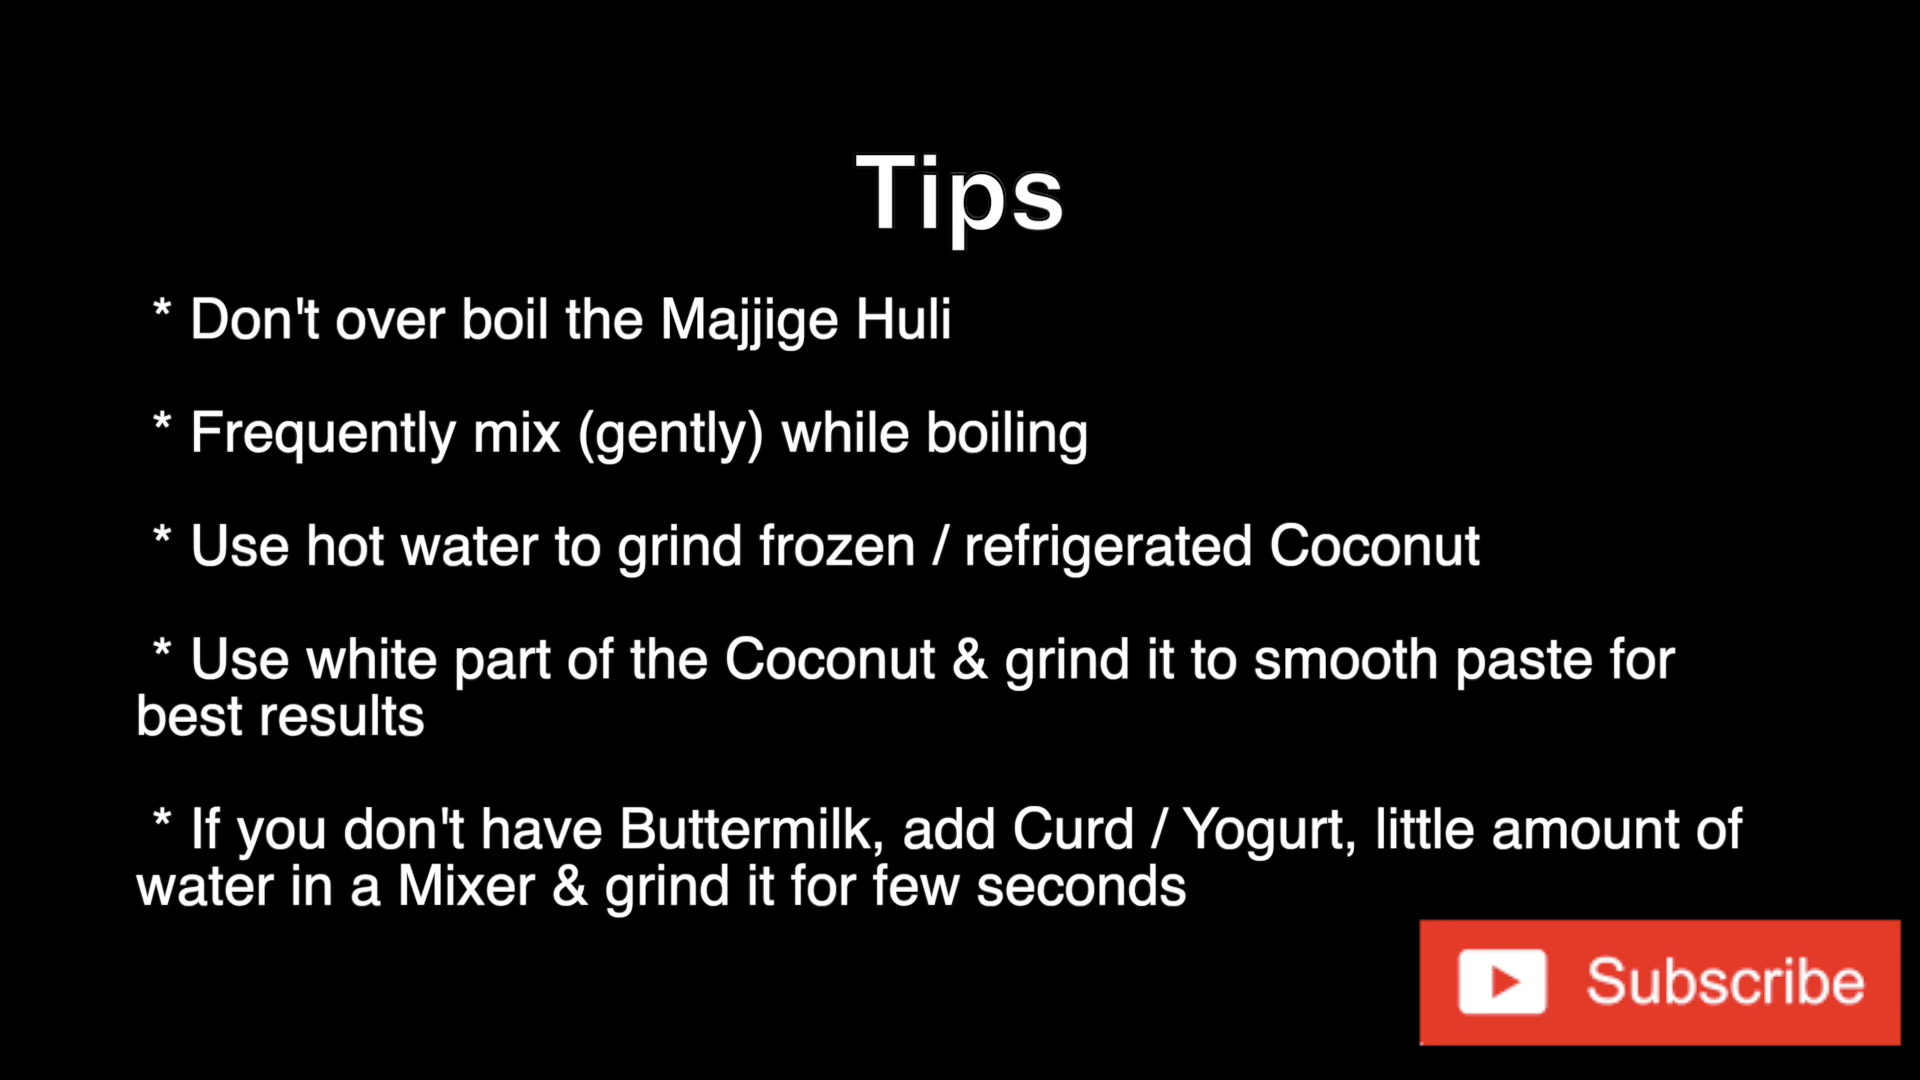 Tips
* Don't over boil the Majjige Huli
* Frequently mix (gently) while boiling
* Use hot water to grind frozen / refrigerated Coconut
* Use white part of the Coconut & grind it to smooth paste for
best results
* If you don't have Buttermilk, add Curd / Yogurt, little amount of
water in a Mixer & grind it for few seconds
Subscribe